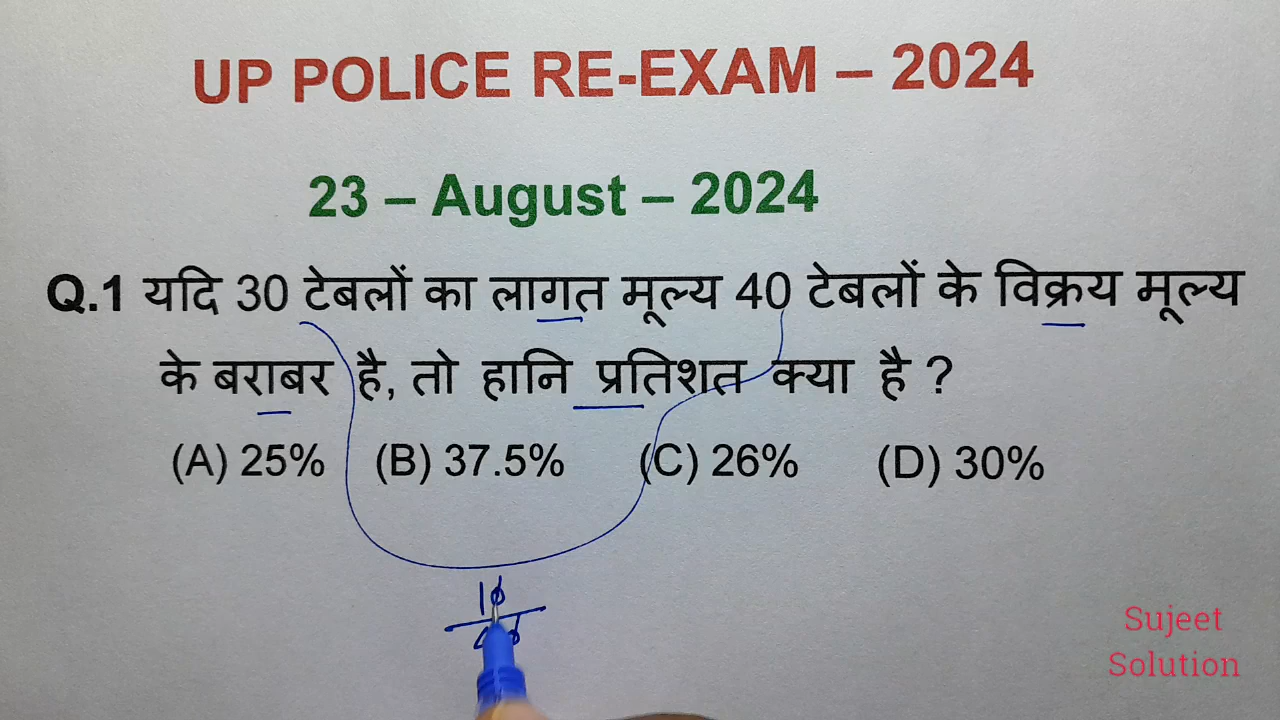 UP POLICE RE-EXAM – 2024
23 – August – 2024
Q.1 यदि 30 टेबलों का लागत मूल्य 40 टेबलों के विक्रय मूल्य
के बराबर है, तो हानि प्रतिशत क्या है ?
(A) 25% (B) 37.5% (C) 26% (D) 30%
10
Sujeet
Solution